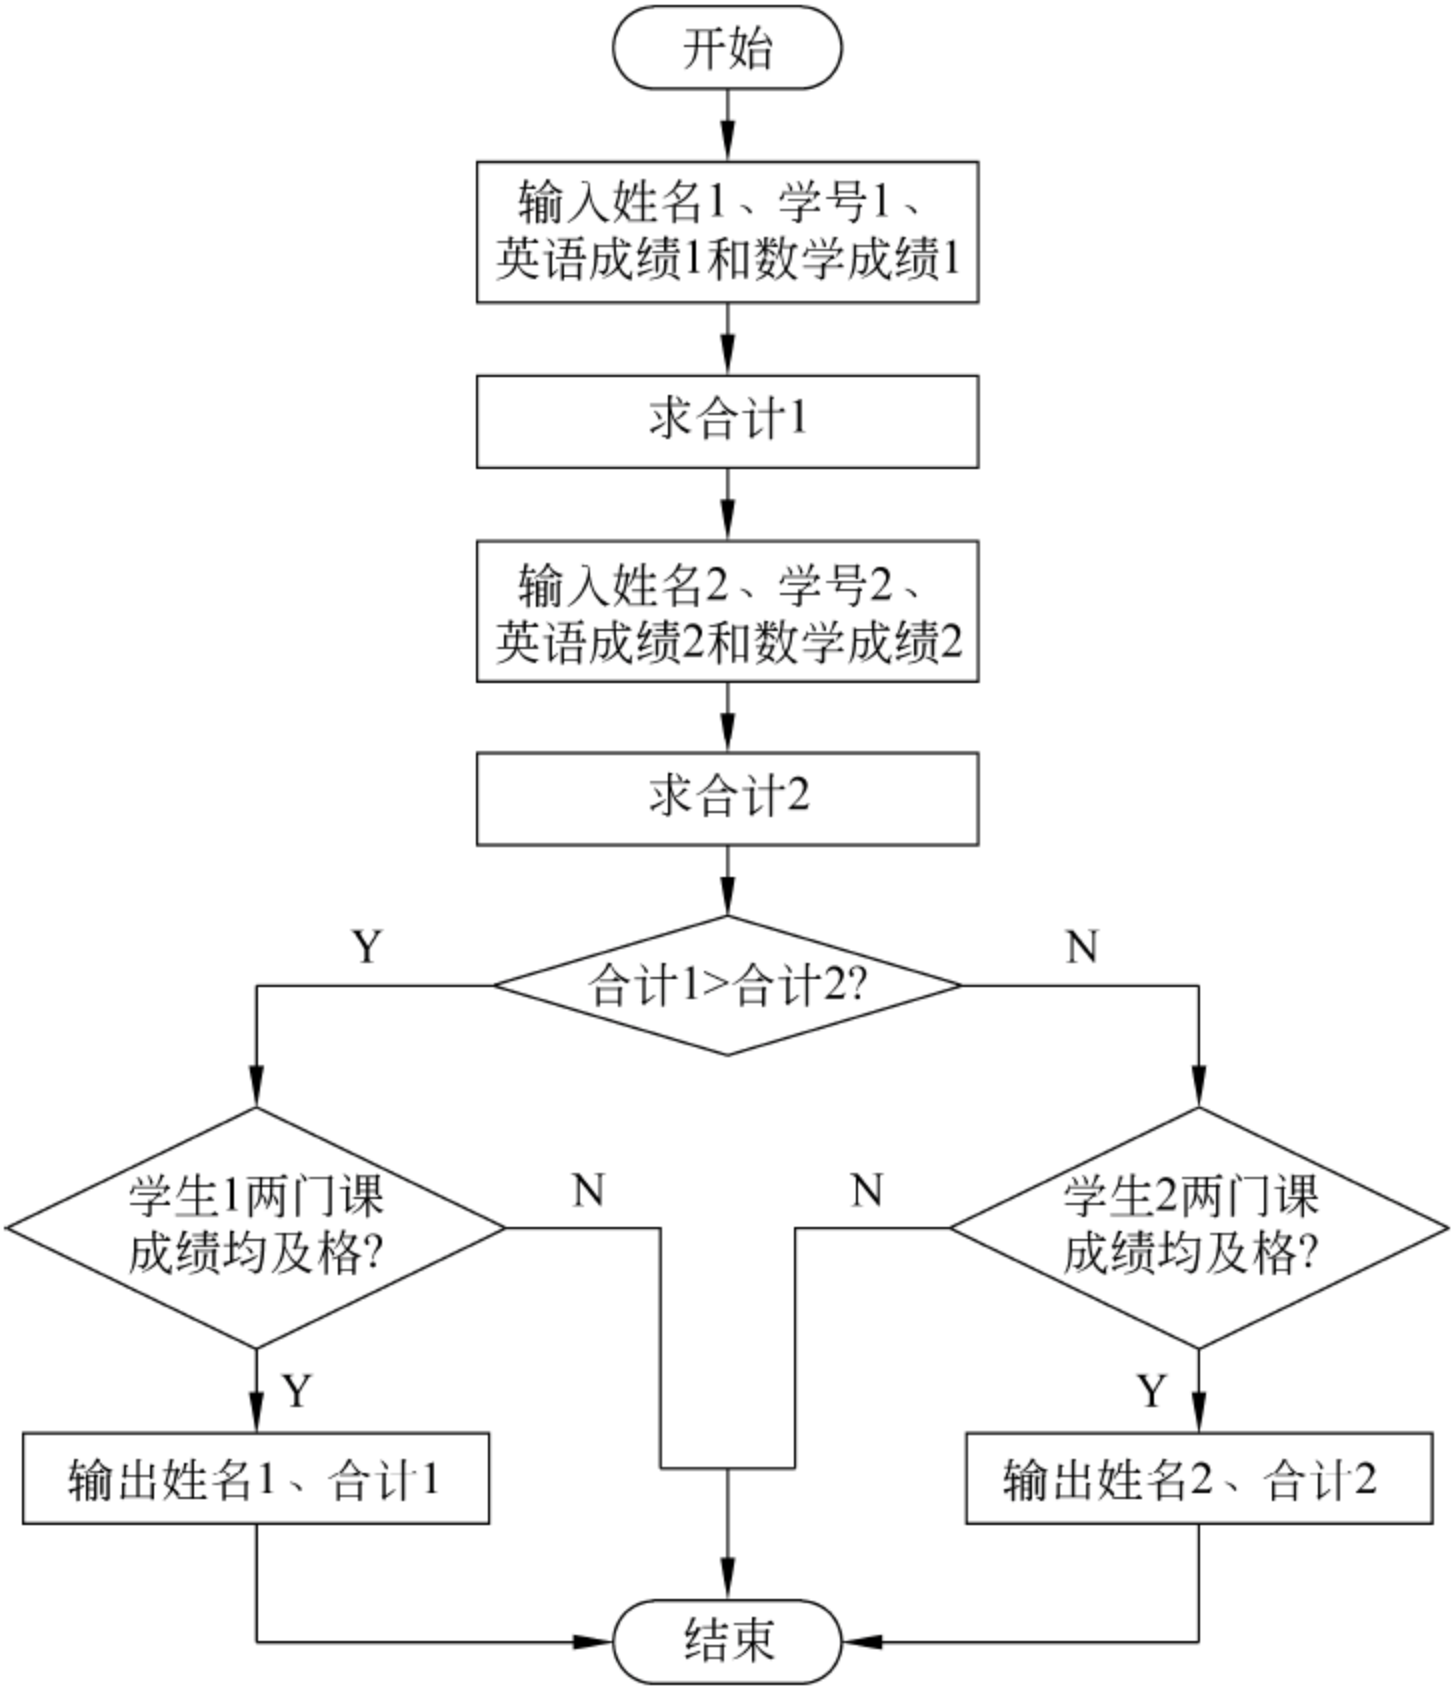 开始
输入姓名1、学号1、
英语成绩1和数学成绩1
求合计1
输入姓名2、学号2、
英语成绩2和数学成绩2
求合计2
Y
N
合计1>合计2?
学生1两门课
成绩均及格?
N
N
学生2两门课
成绩均及格?
Y
Y
输出姓名1、合计1
输出姓名2、合计2
结束